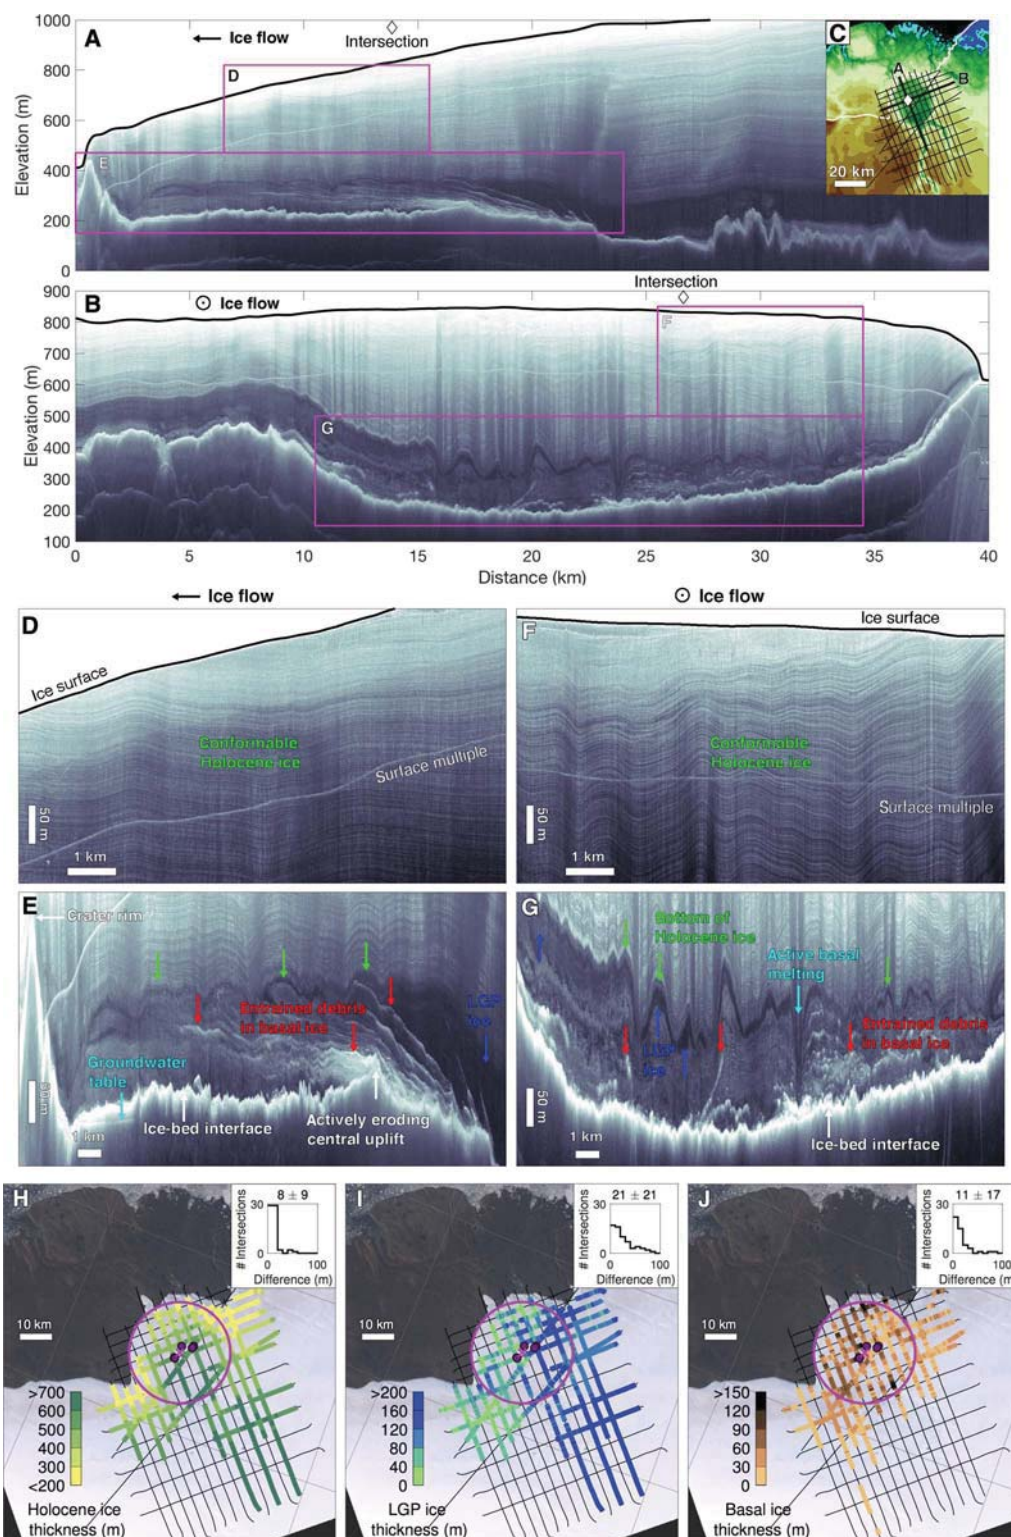 A
← Ice flow
Intersection
C
D
A
B
E
20 km
1000
800
600
400
200
0
Elevation (m)
Intersection
B
Ice flow
F
G
900
800
700
600
500
400
300
200
100
Elevation (m)
0 5 10 15 20 25 30 35 40
Distance (km)
← Ice flow
Ice flow
D
Ice surface
Conformable
Holocene ice
Surface multiple
50 m
1 km
F
Ice surface
Conformable
Holocene ice
Surface multiple
50 m
1 km
E
Crater rim
Entrained debris
in basal ice
LGP
ice
Groundwater
table
50 m
1 km
Ice-bed interface
Actively eroding
central uplift
G
Bottom of
Holocene ice
Active basal
melting
LGP
ice
Entrained debris
in basal ice
50 m
1 km
Ice-bed interface
H
8 ± 9
30
0
# Intersections
0 100
Difference (m)
10 km
>700
600
500
400
300
<200
Holocene ice
thickness (m)
I
21 ± 21
30
0
# Intersections
0 100
Difference (m)
10 km
>200
160
120
80
40
0
LGP ice
thickness (m)
J
11 ± 17
30
0
# Intersections
0 100
Difference (m)
10 km
>150
120
90
60
30
0
Basal ice
thickness (m)